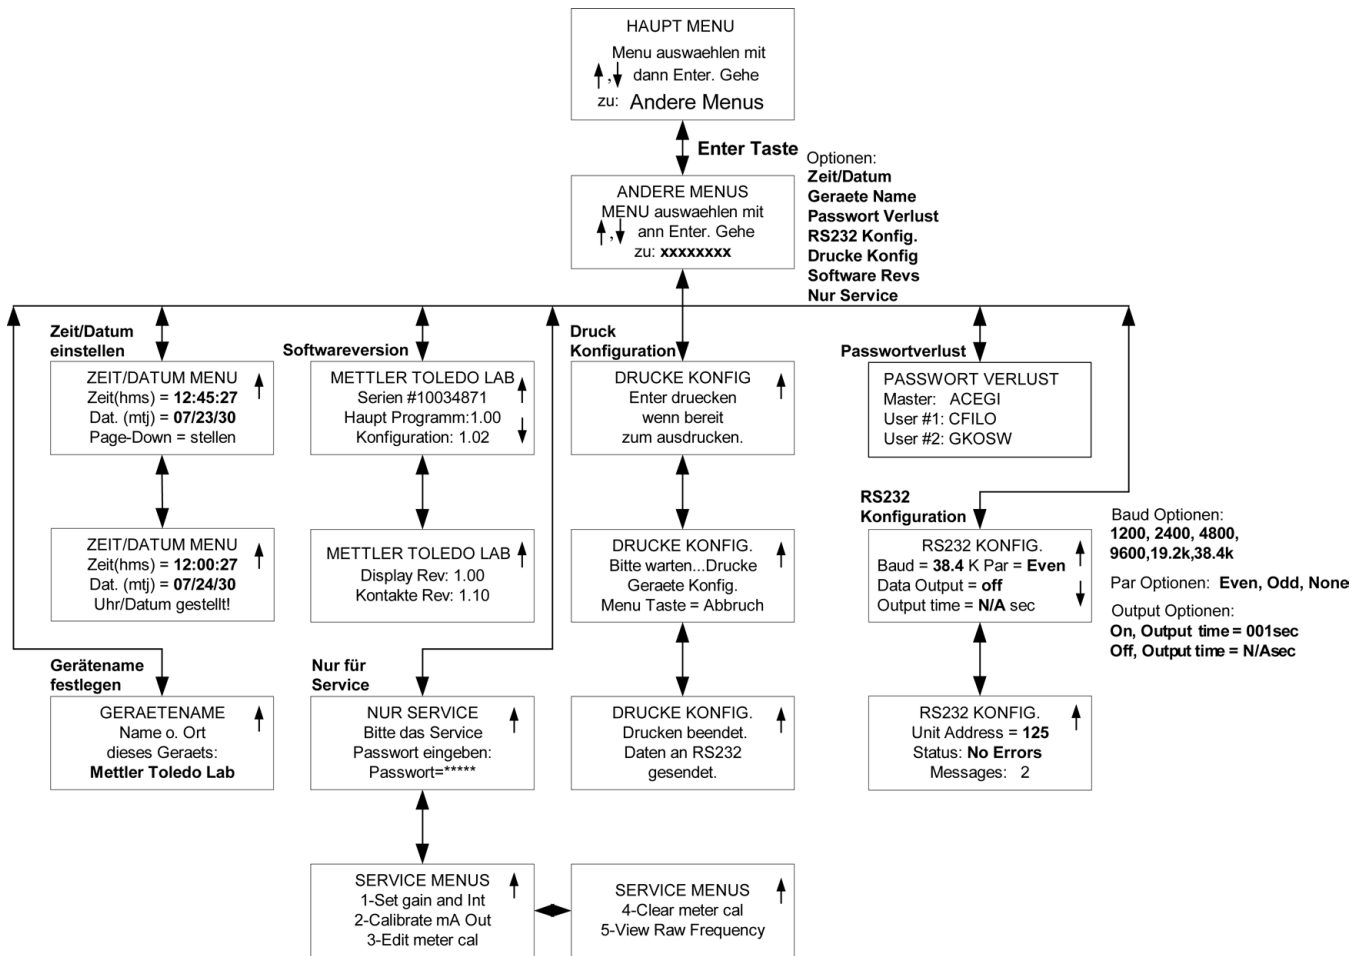 HAUPT MENU
Menu auswaehlen mit
↑,↓ dann Enter. Gehe
zu: Andere Menus
Enter Taste
ANDERE MENUS
MENU auswaehlen mit
↑,↓ ann Enter. Gehe
zu: xxxxxxxx
Optionen:
Zeit/Datum
Geraete Name
Passwort Verlust
RS232 Konfig.
Drucke Konfig
Software Revs
Nur Service
Zeit/Datum
einstellen
ZEIT/DATUM MENU
Zeit(hms) = 12:45:27
Dat. (mtj) = 07/23/30
Page-Down = stellen
ZEIT/DATUM MENU
Zeit(hms) = 12:00:27
Dat. (mtj) = 07/24/30
Uhr/Datum gestellt!
Gerätename
festlegen
GERAETENAME
Name o. Ort
dieses Geraets:
Mettler Toledo Lab
Softwareversion
METTLER TOLEDO LAB
Serien #10034871
Haupt Programm:1.00
Konfiguration: 1.02
METTLER TOLEDO LAB
Display Rev: 1.00
Kontakte Rev: 1.10
Nur für
Service
NUR SERVICE
Bitte das Service
Passwort eingeben:
Passwort=*****
SERVICE MENUS
1-Set gain and Int
2-Calibrate mA Out
3-Edit meter cal
SERVICE MENUS
4-Clear meter cal
5-View Raw Frequency
Druck
Konfiguration
DRUCKE KONFIG
Enter druecken
wenn bereit
zum ausdrucken.
DRUCKE KONFIG.
Bitte warten...Drucke
Geraete Konfig.
Menu Taste = Abbruch
DRUCKE KONFIG.
Drucken beendet.
Daten an RS232
gesendet.
Passwortverlust
PASSWORT VERLUST
Master: ACEGI
User #1: CFILO
User #2: GKOSW
RS232
Konfiguration
RS232 KONFIG.
Baud = 38.4 K Par = Even
Data Output = off
Output time = N/A sec
RS232 KONFIG.
Unit Address = 125
Status: No Errors
Messages: 2
Baud Optionen:
1200, 2400, 4800,
9600,19.2k,38.4k
Par Optionen: Even, Odd, None
Output Optionen:
On, Output time = 001sec
Off, Output time = N/Asec